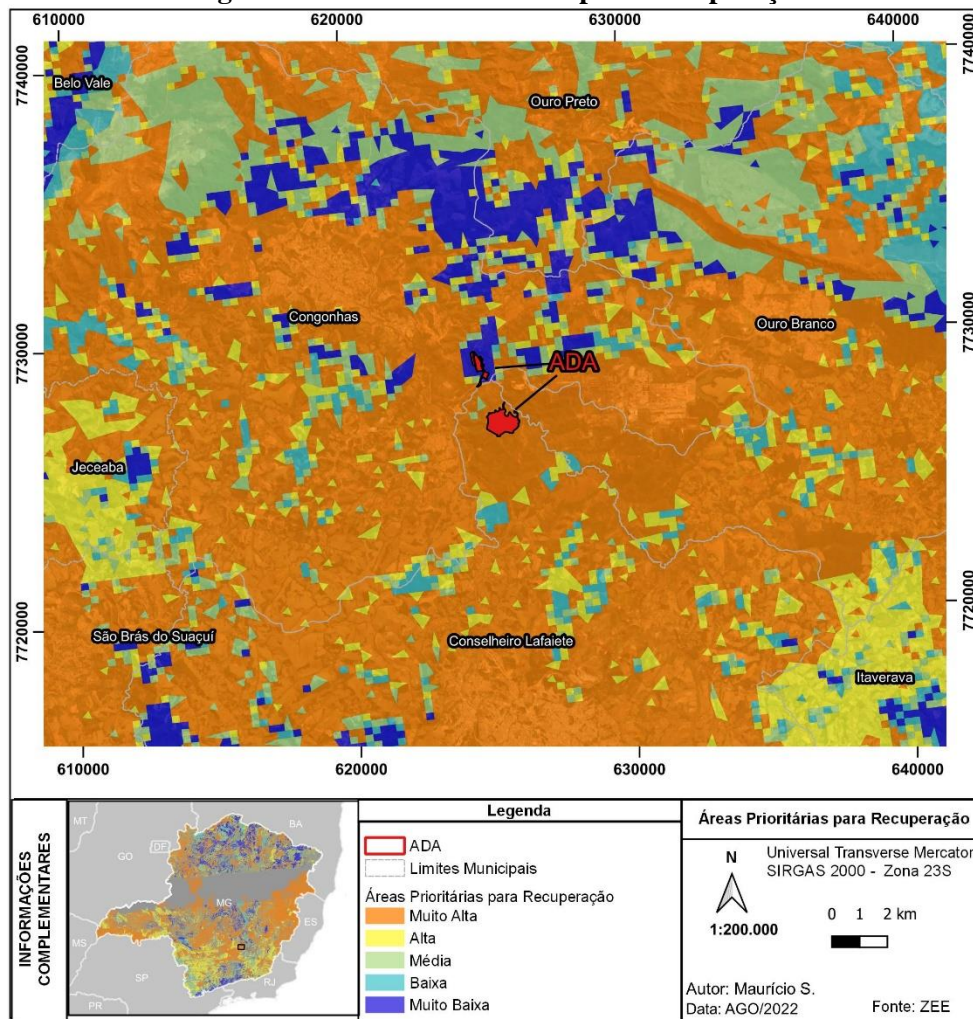 610000 620000 630000 640000
7740000
7740000
Belo Vale
Ouro Preto
Congonhas
Ouro Branco
7730000
7730000
ADA
Jeceaba
São Brás do Suaçuí
Conselheiro Lafaiete
Itaverava
7720000
7720000
610000 620000 630000 640000
INFORMAÇÕES
COMPLEMENTARES
MT
GO
DF
BA
MG
ES
MS
SP
RJ
PR
Legenda
ADA
Limites Municipais
Áreas Prioritárias para Recuperação
Muito Alta
Alta
Média
Baixa
Muito Baixa
Áreas Prioritárias para Recuperação
N
1:200.000
Universal Transverse Mercator
SIRGAS 2000 - Zona 23S
0 1 2 km
Autor: Maurício S.
Data: AGO/2022
Fonte: ZEE